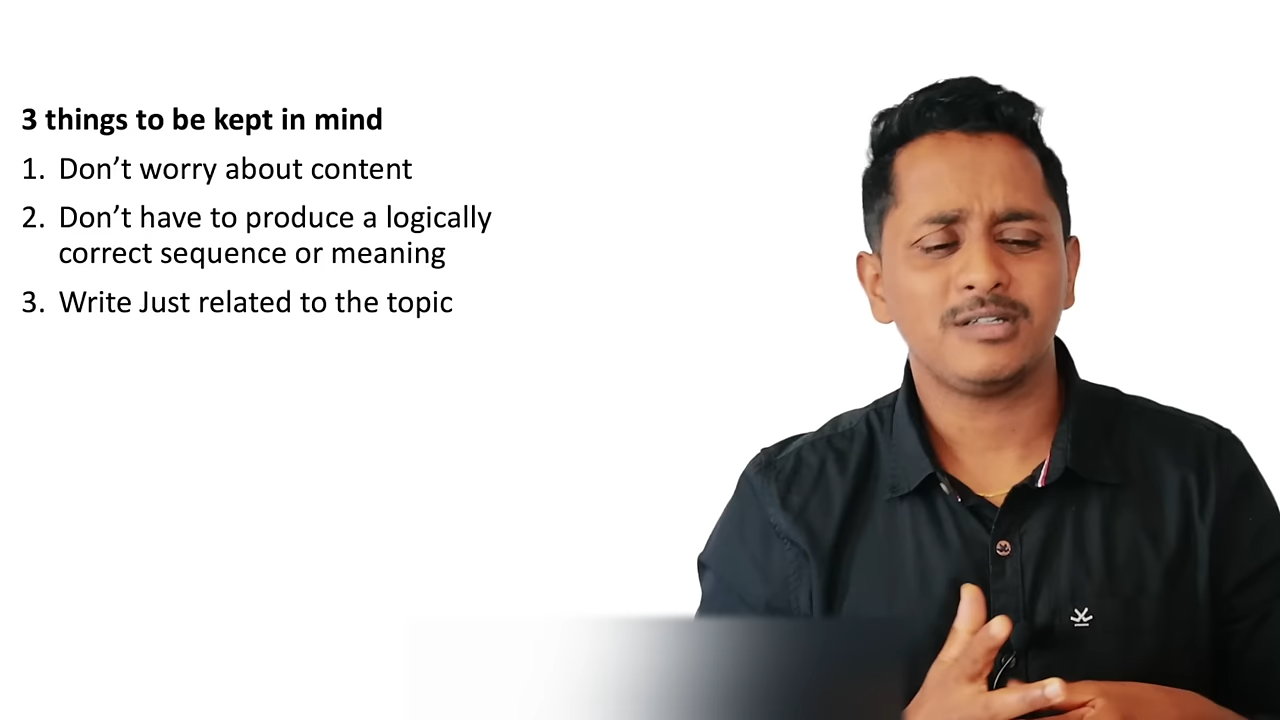 3 things to be kept in mind
1. Don’t worry about content
2. Don’t have to produce a logically
correct sequence or meaning
3. Write Just related to the topic